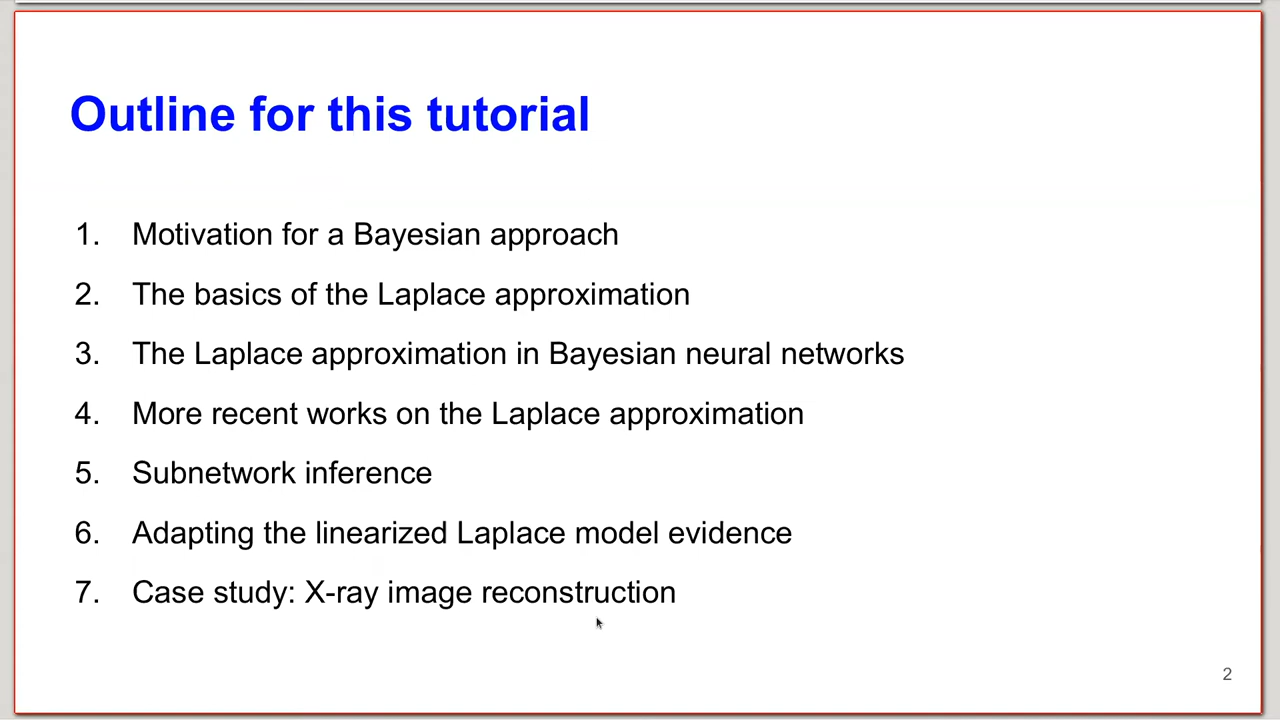 Outline for this tutorial
1. Motivation for a Bayesian approach
2. The basics of the Laplace approximation
3. The Laplace approximation in Bayesian neural networks
4. More recent works on the Laplace approximation
5. Subnetwork inference
6. Adapting the linearized Laplace model evidence
7. Case study: X-ray image reconstruction
2